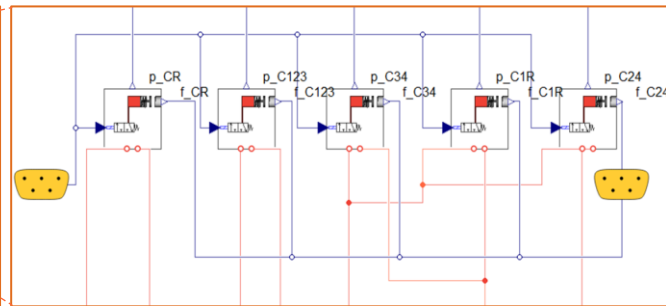 p_CR
f_CR
p_C123
f_C123
p_C34
f_C34
p_C1R
f_C1R
p_C24
f_C24